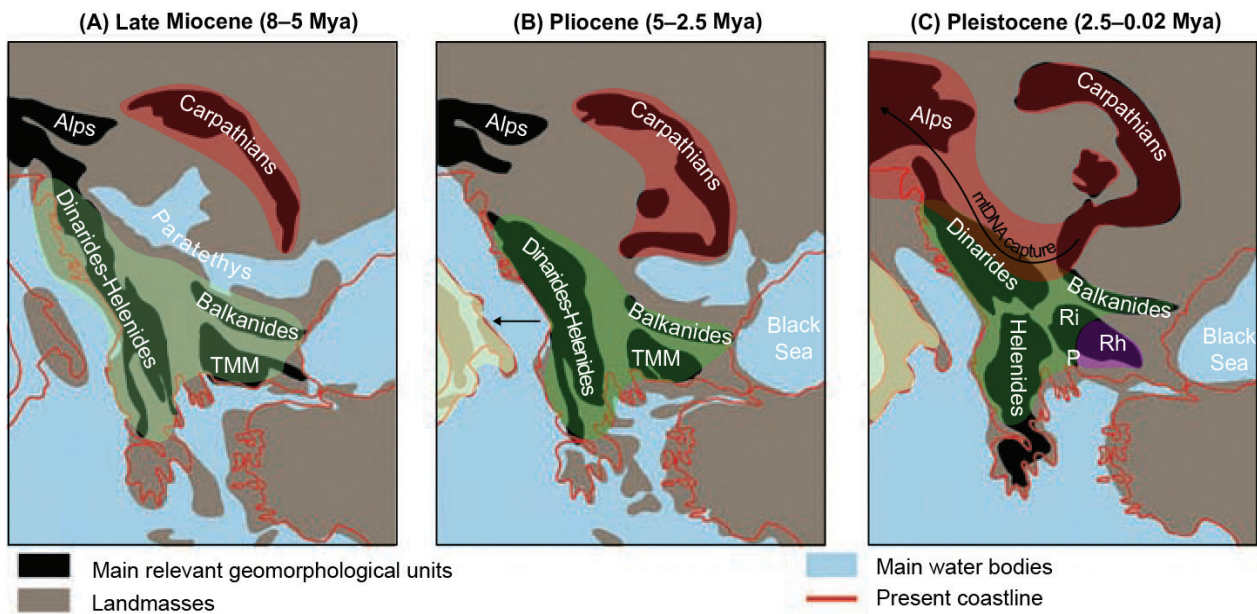 (A) Late Miocene (8–5 Mya)
Alps
Carpathians
Dinarides-Helenides
Paratethys
Balkanides
TMM
(B) Pliocene (5–2.5 Mya)
Alps
Carpathians
Dinarides-Helenides
Balkanides
TMM
Black
Sea
(C) Pleistocene (2.5–0.02 Mya)
Alps
Carpathians
mtDNA capture
Dinarides
Balkanides
Helenides
Ri
Rh
P
Black
Sea
Main relevant geomorphological units
Landmasses
Main water bodies
Present coastline